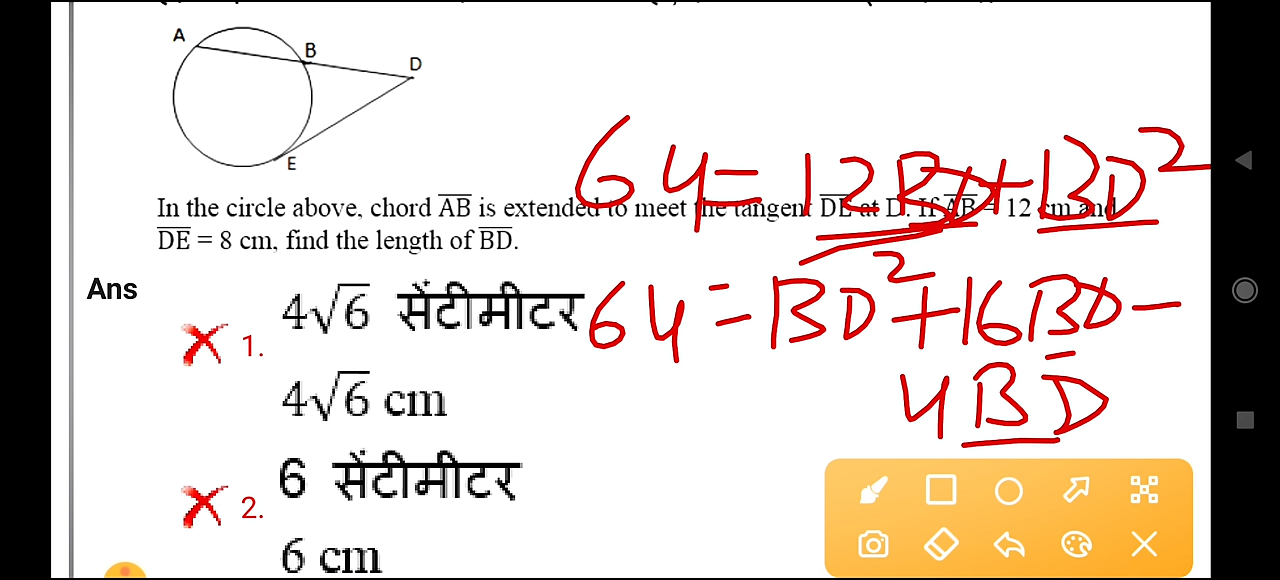 A
B
D
E
64 = 12BD + BD²
In the circle above, chord AB is extended to meet the tangent DE at D. If AB = 12 cm and
DE = 8 cm, find the length of BD.
Ans
1. 4√6 सेंटीमीटर
64 = BD² + 16BD -
4√6 cm
4BD
2. 6 सेंटीमीटर
6 cm